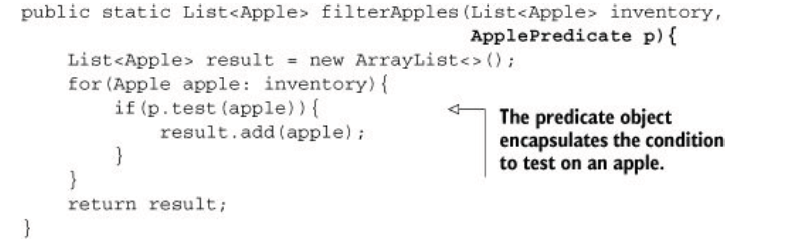 public static List<Apple> filterApples(List<Apple> inventory,
ApplePredicate p){
List<Apple> result = new ArrayList<>();
for(Apple apple: inventory){
if(p.test(apple)){
result.add(apple);
}
}
return result;
}
The predicate object
encapsulates the condition
to test on an apple.